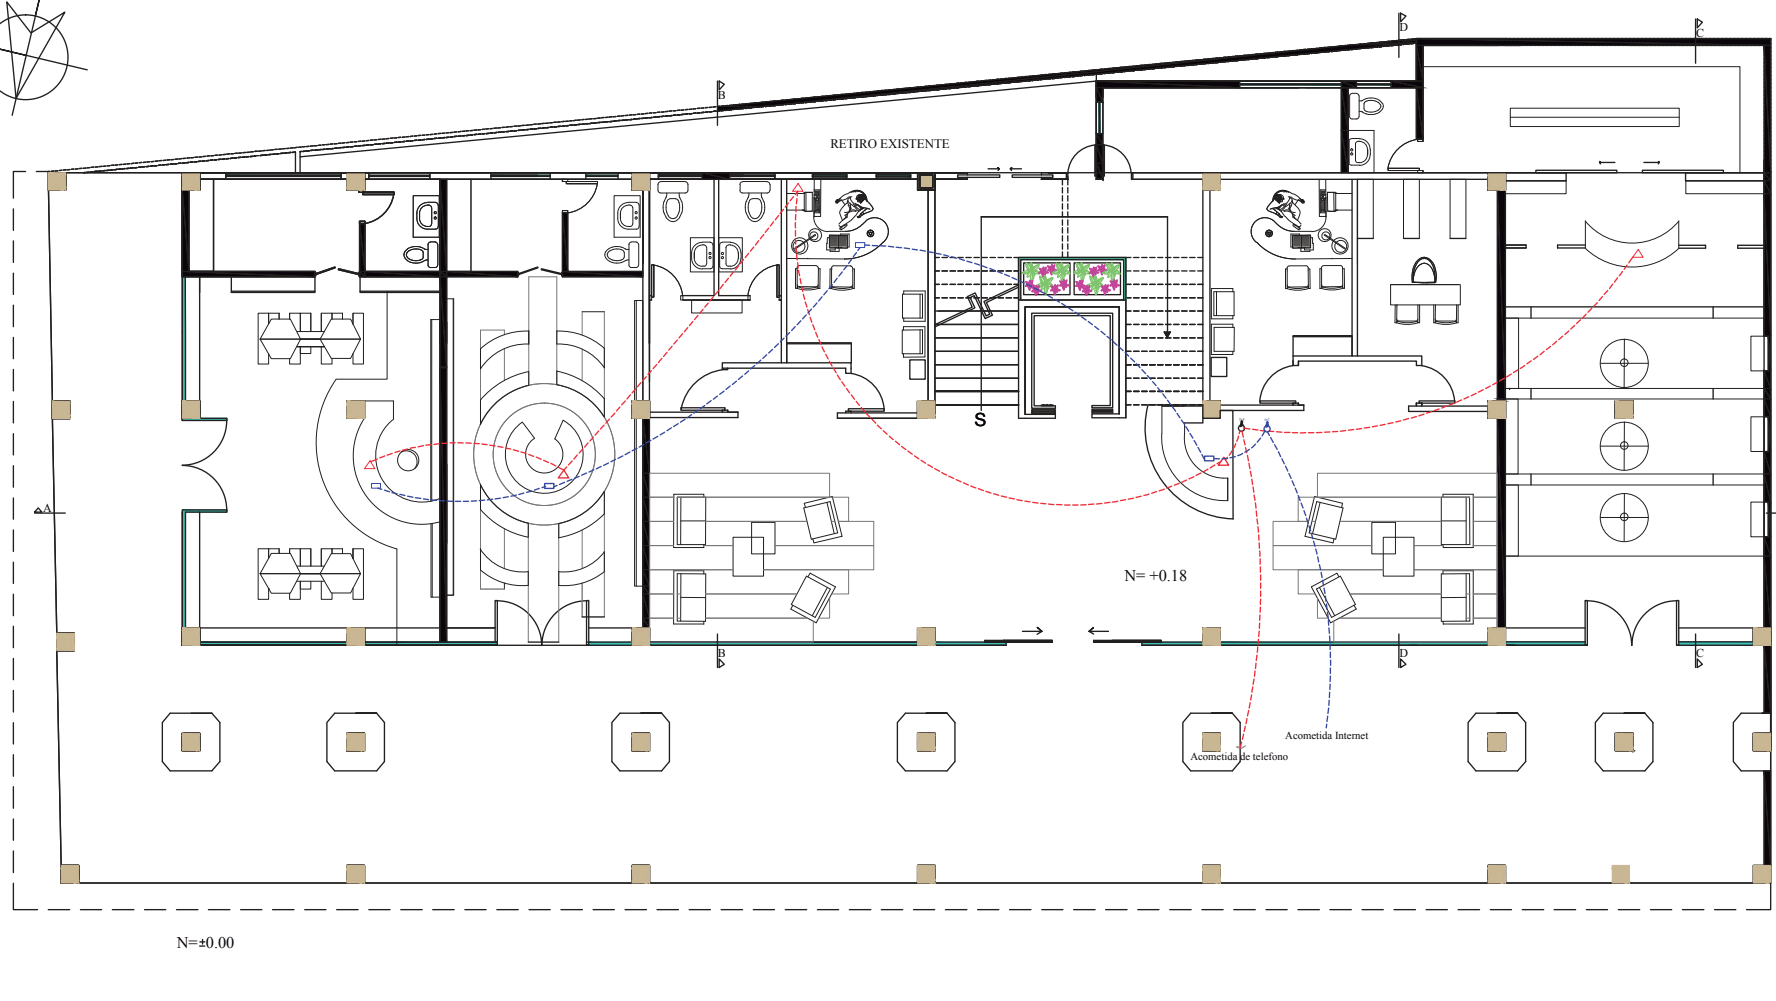 D
C
B
RETIRO EXISTENTE
S
A
N= +0.18
B
D
C
Acometida Internet
Acometida de telefono
N=±0.00